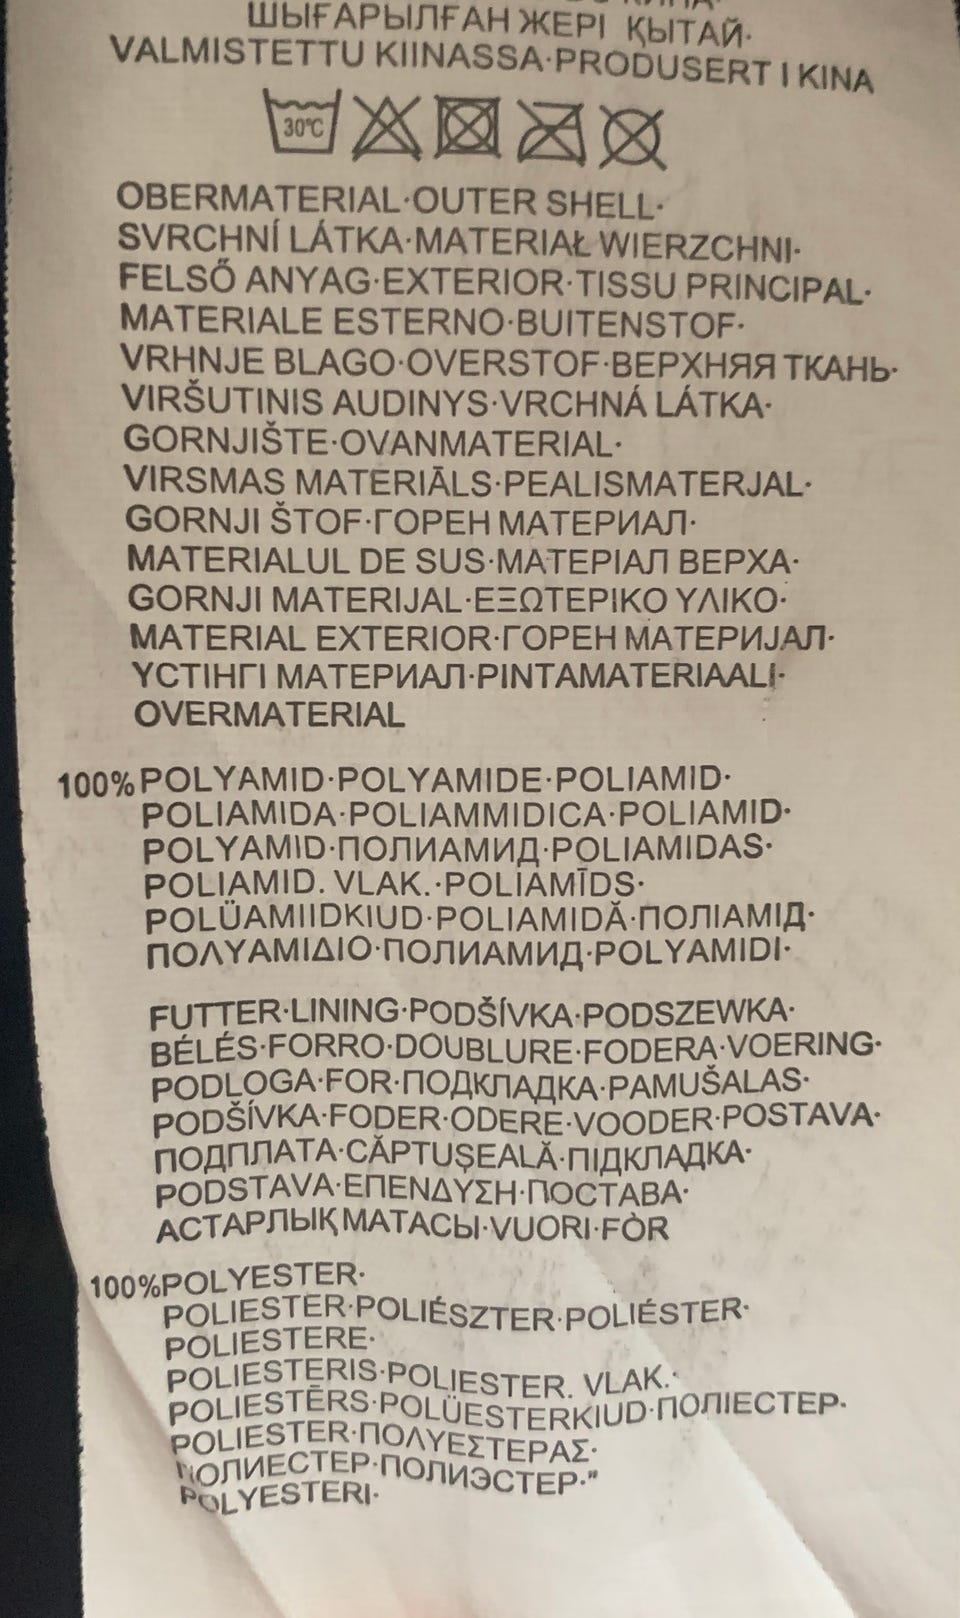 ШЫҒАРЫЛҒАН ЖЕРІ ҚЫТАЙ·
VALMISTETTU KIINASSA·PRODUSERT I KINA
30°C
OBERMATERIAL·OUTER SHELL·
SVRCHNÍ LÁTKA·MATERIAŁ WIERZCHNI·
FELSŐ ANYAG·EXTERIOR·TISSU PRINCIPAL·
MATERIALE ESTERNO·BUITENSTOF·
VRHNJE BLAGO·OVERSTOF·ВЕРХНЯЯ ТКАНЬ·
VIRŠUTINIS AUDINYS·VRCHNÁ LÁTKA·
GORNJIŠTE·OVANMATERIAL·
VIRSMAS MATERIĀLS·PEALISMATERJAL·
GORNJI ŠTOF·ГОРЕН МАТЕРИАЛ·
MATERIALUL DE SUS·МАТЕРІАЛ ВЕРХА·
GORNJI MATERIJAL·ΕΞΩΤΕΡΙΚΟ ΥΛΙΚΟ·
MATERIAL EXTERIOR·ГОРЕН МАТЕРИЈАЛ·
ҮСТІНГІ МАТЕРИАЛ·PINTAMATERIAALI·
OVERMATERIAL
100% POLYAMID·POLYAMIDE·POLIAMID·
POLIAMIDA·POLIAMMIDICA·POLIAMID·
POLYAMID·ПОЛИАМИД·POLIAMIDAS·
POLIAMID. VLAK.·POLIAMĪDS·
POLÜAMIIDKIUD·POLIAMIDĂ·ПОЛІАМІД·
ΠΟΛΥΑΜΙΔΙΟ·ПОЛИАМИД·POLYAMIDI·
FUTTER·LINING·PODŠÍVKA·PODSZEWKA·
BÉLÉS·FORRO·DOUBLURE·FODERA·VOERING·
PODLOGA·FOR·ПОДКЛАДКА·PAMUŠALAS·
PODŠÍVKA·FODER·ODERE·VOODER·POSTAVA·
ПОДПЛАТА·CĂPTUȘEALĂ·ПІДКЛАДКА·
PODSTAVA·ΕΠΕΝΔΥΣΗ·ПОСТАВА·
АСТАРЛЫҚ МАТАСЫ·VUORI·FÒR
100% POLYESTER·
POLIESTER·POLIÉSZTER·POLIÉSTER·
POLIESTERE·
POLIESTERIS·POLIESTER. VLAK.·
POLIESTĒRS·POLÜESTERKIUD·ПОЛІЕСТЕР·
POLIESTER·ΠΟΛΥΕΣΤΕΡΑΣ·
ПОЛИЕСТЕР·ПОЛИЭСТЕР·"
POLYESTERI·